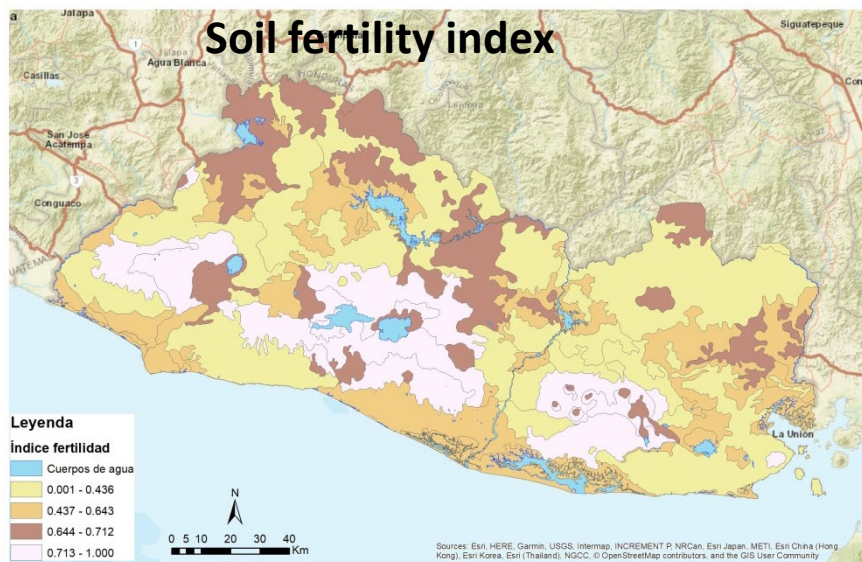 a
Soil fertility index
Jalapa
Siguatepeque
Agua Blanca
HONDURAS
Casillas
San José
Acatempa
Conguaco
La Unión
Leyenda
Índice fertilidad
Cuerpos de agua
0.001 - 0.436
0.437 - 0.643
0.644 - 0.712
0.713 - 1.000
N
0 5 10 20 30 40
Km
Sources: Esri, HERE, Garmin, USGS, Intermap, INCREMENT P, NRCan, Esri Japan, METI, Esri China (Hong
Kong), Esri Korea, Esri (Thailand), NGCC, © OpenStreetMap contributors, and the GIS User Community